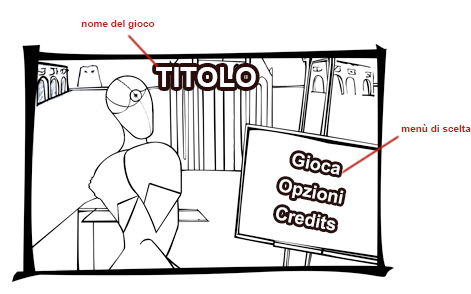 nome del gioco
TITOLO
menù di scelta
Gioca
Opzioni
Credits